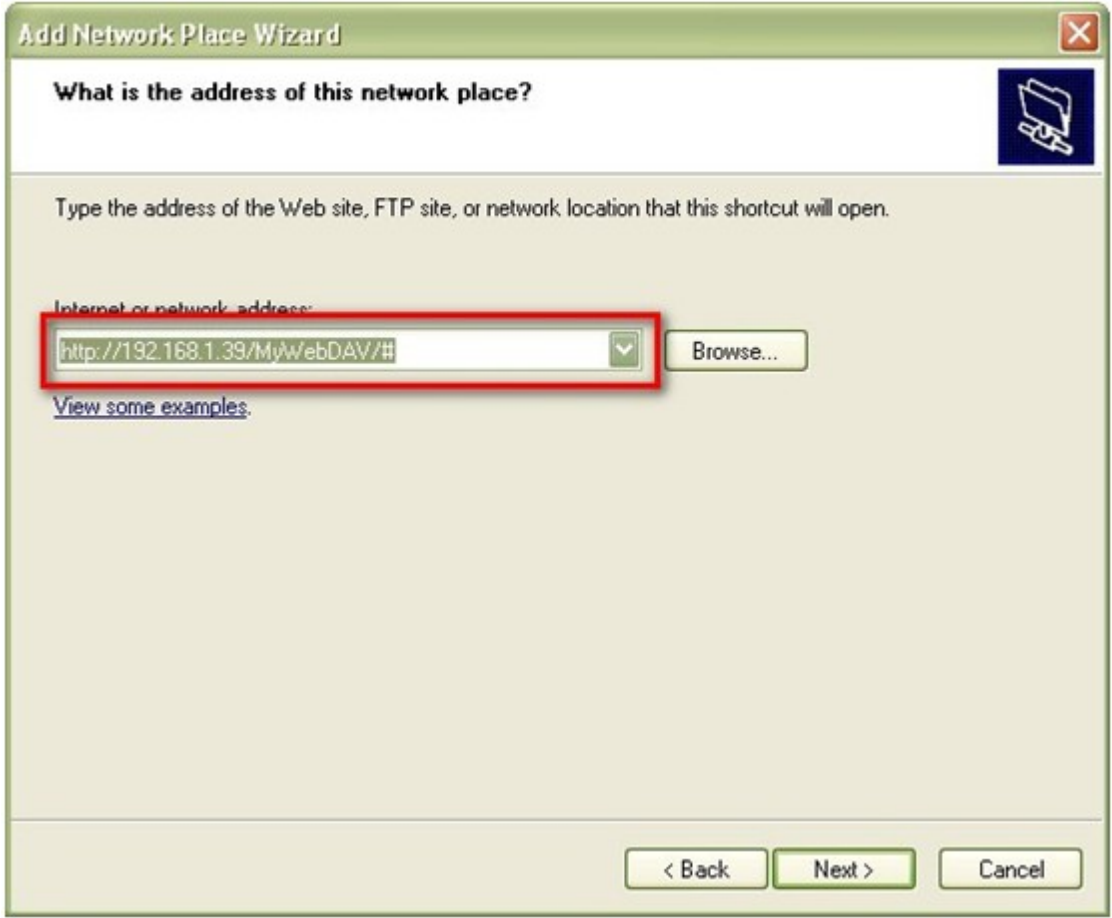 Add Network Place Wizard
What is the address of this network place?
Type the address of the Web site, FTP site, or network location that this shortcut will open.
Internet or network address:
http://192.168.1.39/MyWebDAV/#
Browse...
View some examples.
< Back
Next >
Cancel